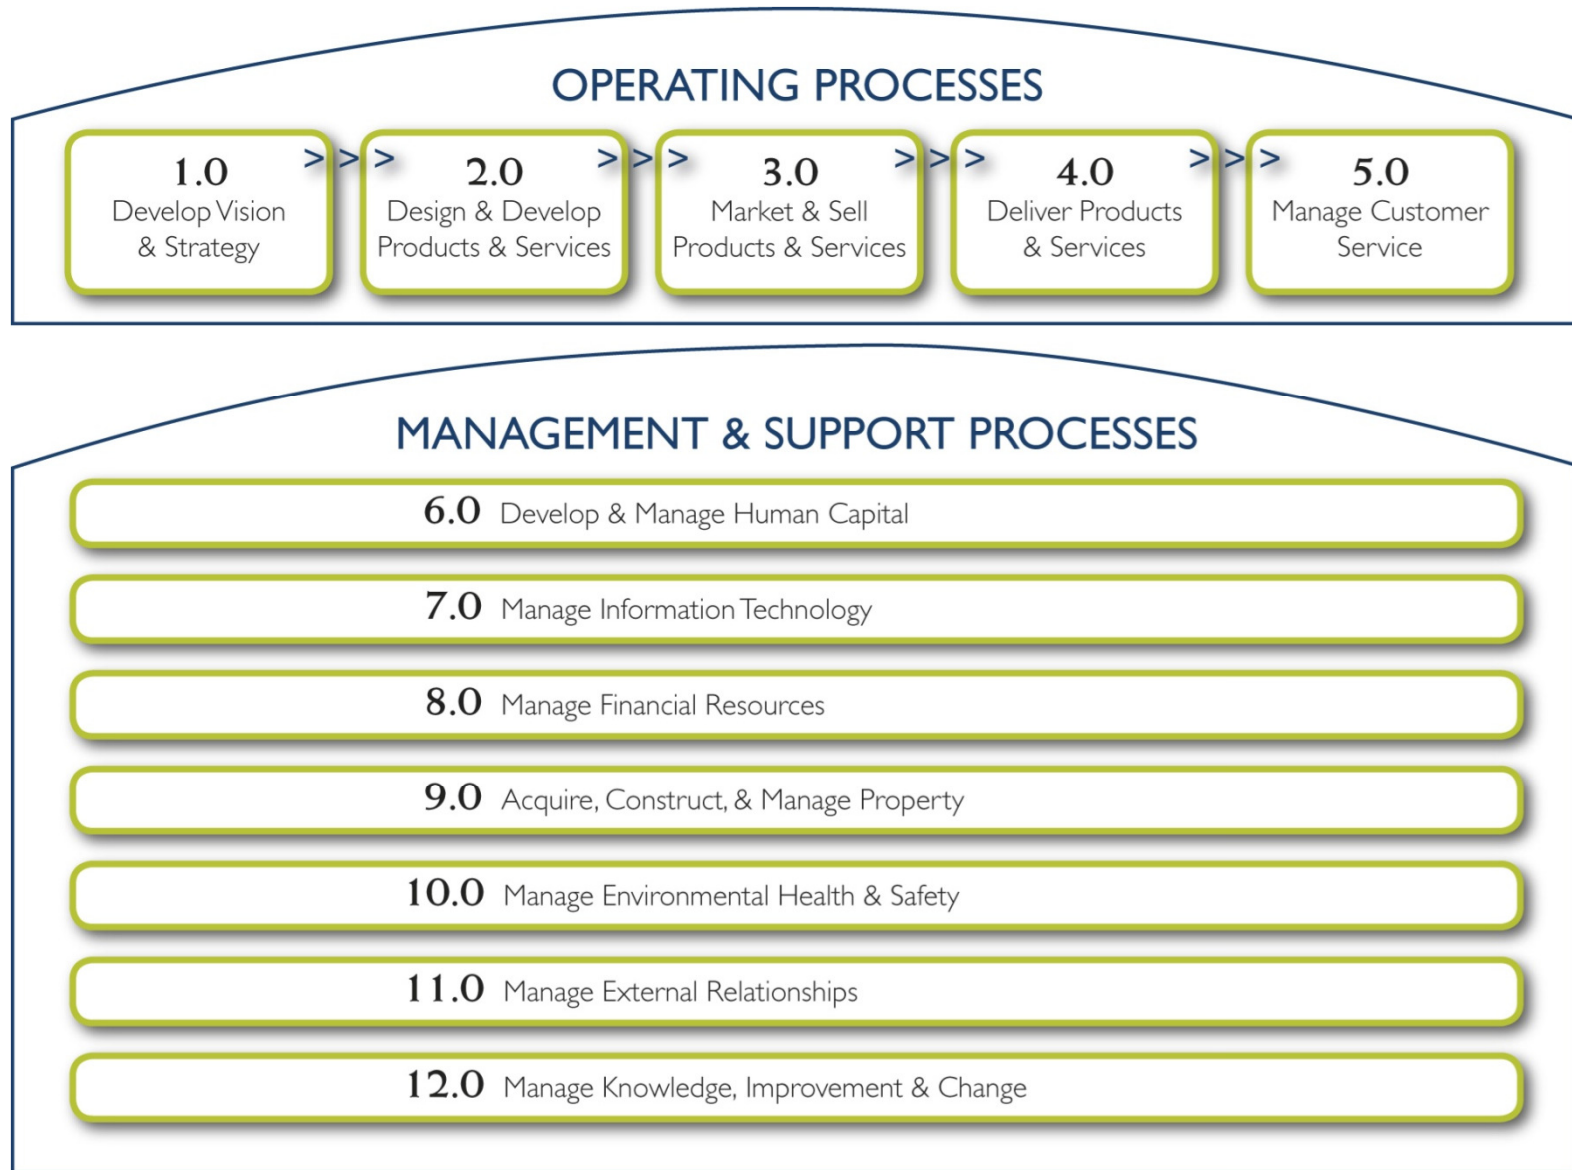 OPERATING PROCESSES
1.0 > > > 2.0 > > > 3.0 > > > 4.0 > > > 5.0
Develop Vision
& Strategy
Design & Develop
Products & Services
Market & Sell
Products & Services
Deliver Products
& Services
Manage Customer
Service
MANAGEMENT & SUPPORT PROCESSES
6.0 Develop & Manage Human Capital
7.0 Manage Information Technology
8.0 Manage Financial Resources
9.0 Acquire, Construct, & Manage Property
10.0 Manage Environmental Health & Safety
11.0 Manage External Relationships
12.0 Manage Knowledge, Improvement & Change